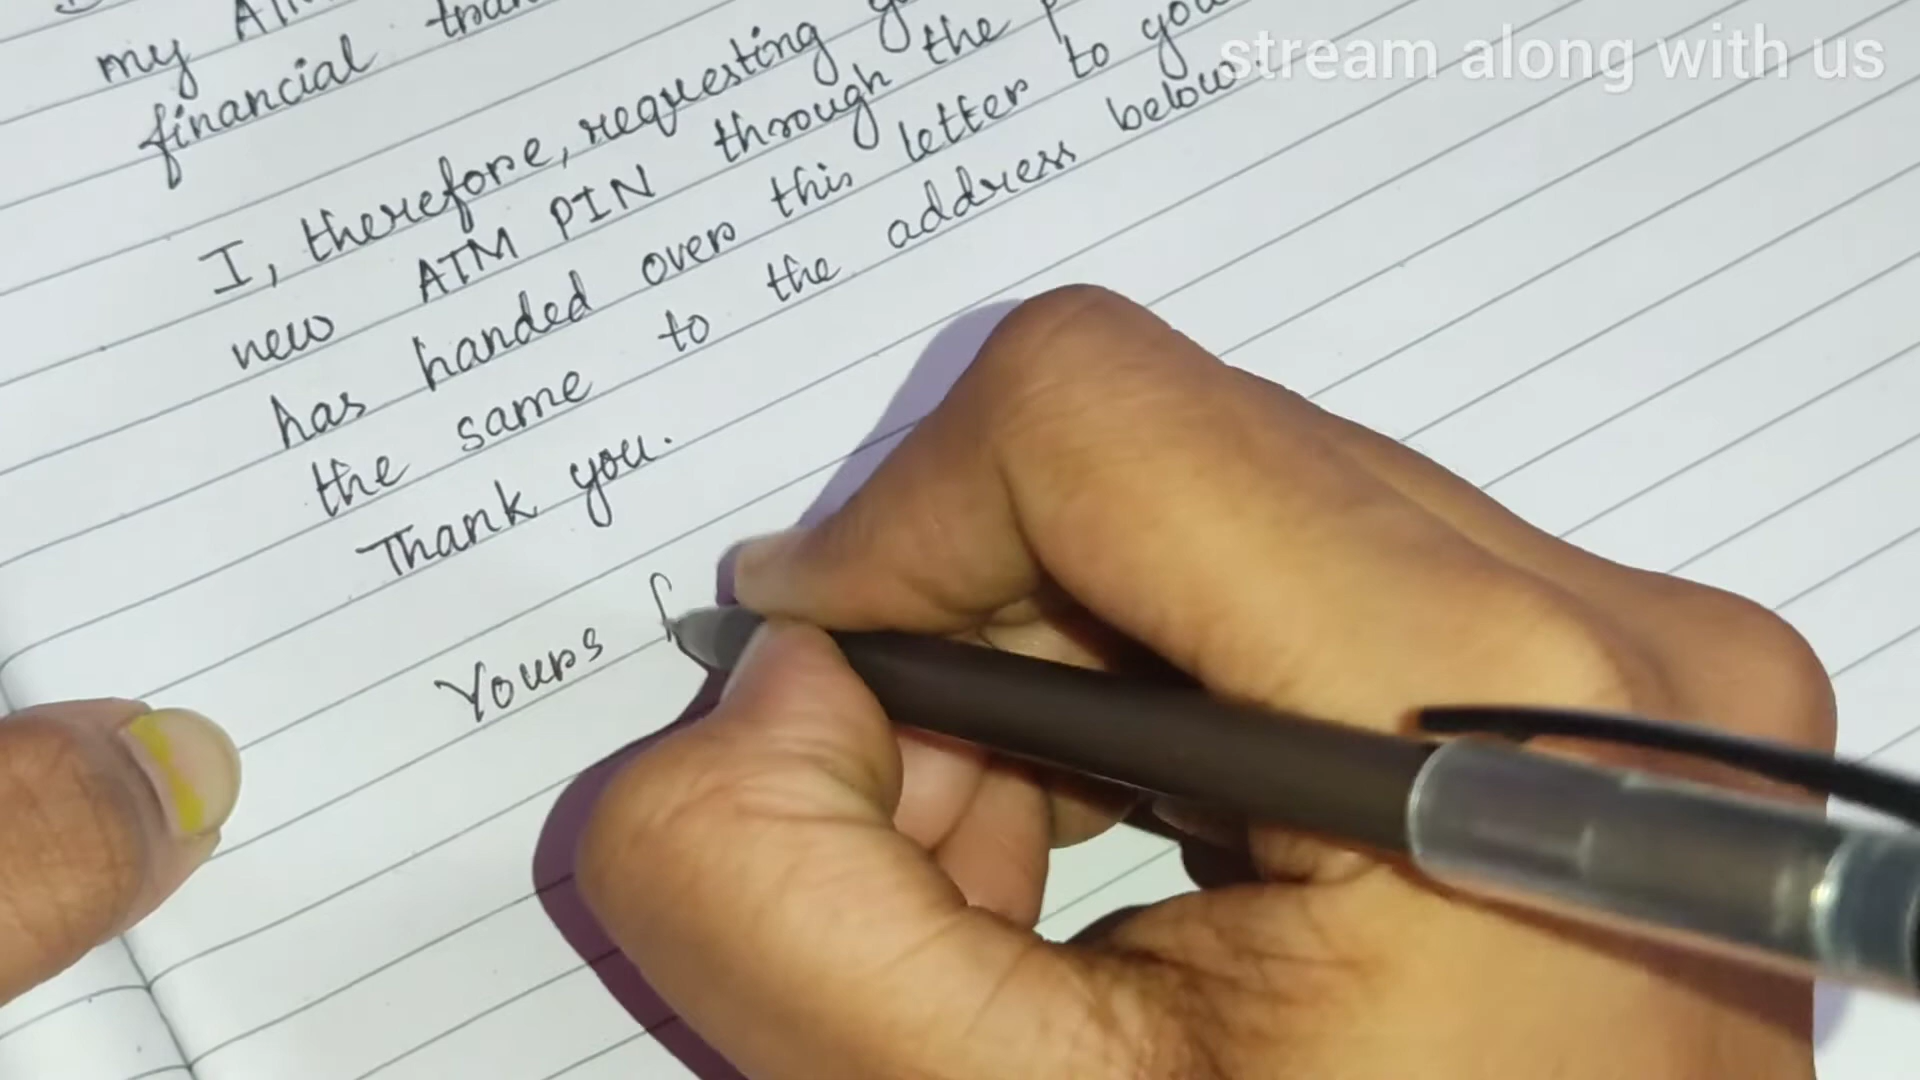 stream along with us
my
financial
I, therefore, requesting
new ATM PIN through the
has handed over this letter to
the same to the address below.
Thank you.
Yours